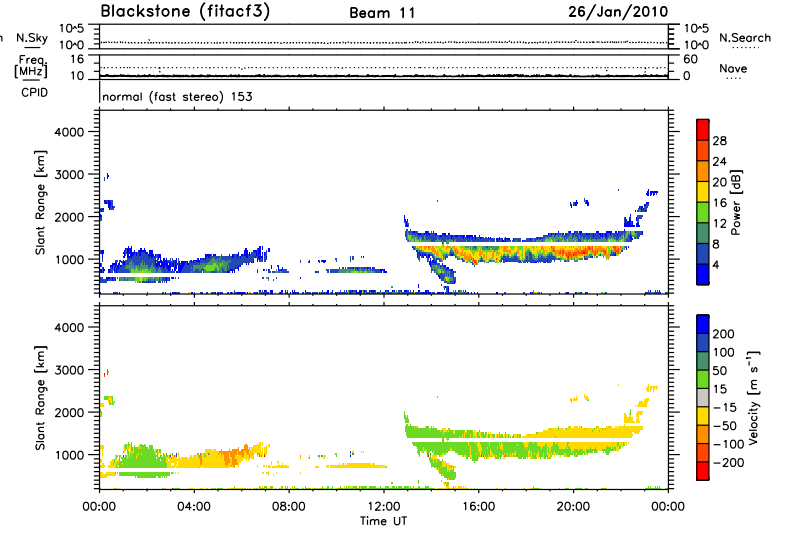 Blackstone (fitacf3) Beam 11 26/Jan/2010
N.Sky 10^5 10^0 10^5 10^0 N.Search
Freq. [MHz] 16 10 60 0 Nave
CPID normal (fast stereo) 153
Slant Range [km] 4000 3000 2000 1000
28 24 20 16 12 8 4 Power [dB]
Slant Range [km] 4000 3000 2000 1000
200 100 50 15 -15 -50 -100 -200 Velocity [m s⁻¹]
00:00 04:00 08:00 12:00 16:00 20:00 00:00
Time UT